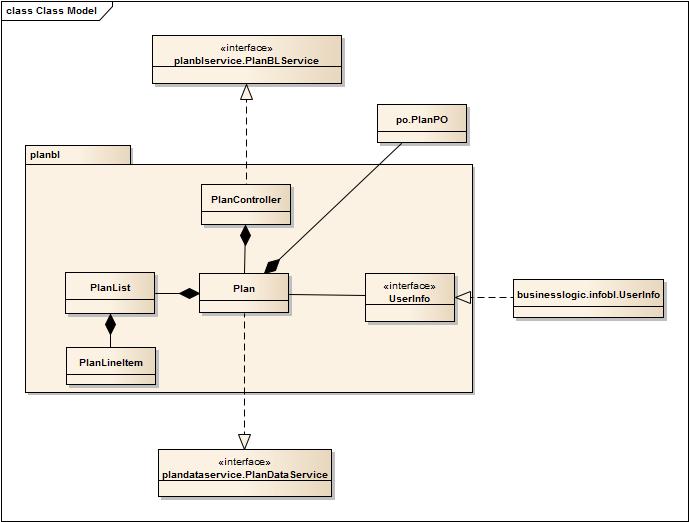 class Class Model
«interface»
planblservice.PlanBLService
po.PlanPO
planbl
PlanController
PlanList
Plan
«interface»
UserInfo
businesslogic.infobl.UserInfo
PlanLineItem
«interface»
plandataservice.PlanDataService